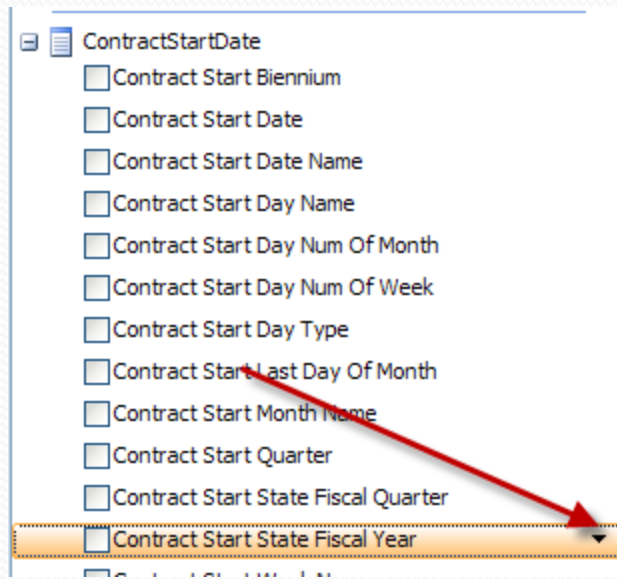 ContractStartDate
Contract Start Biennium
Contract Start Date
Contract Start Date Name
Contract Start Day Name
Contract Start Day Num Of Month
Contract Start Day Num Of Week
Contract Start Day Type
Contract Start Last Day Of Month
Contract Start Month Name
Contract Start Quarter
Contract Start State Fiscal Quarter
Contract Start State Fiscal Year